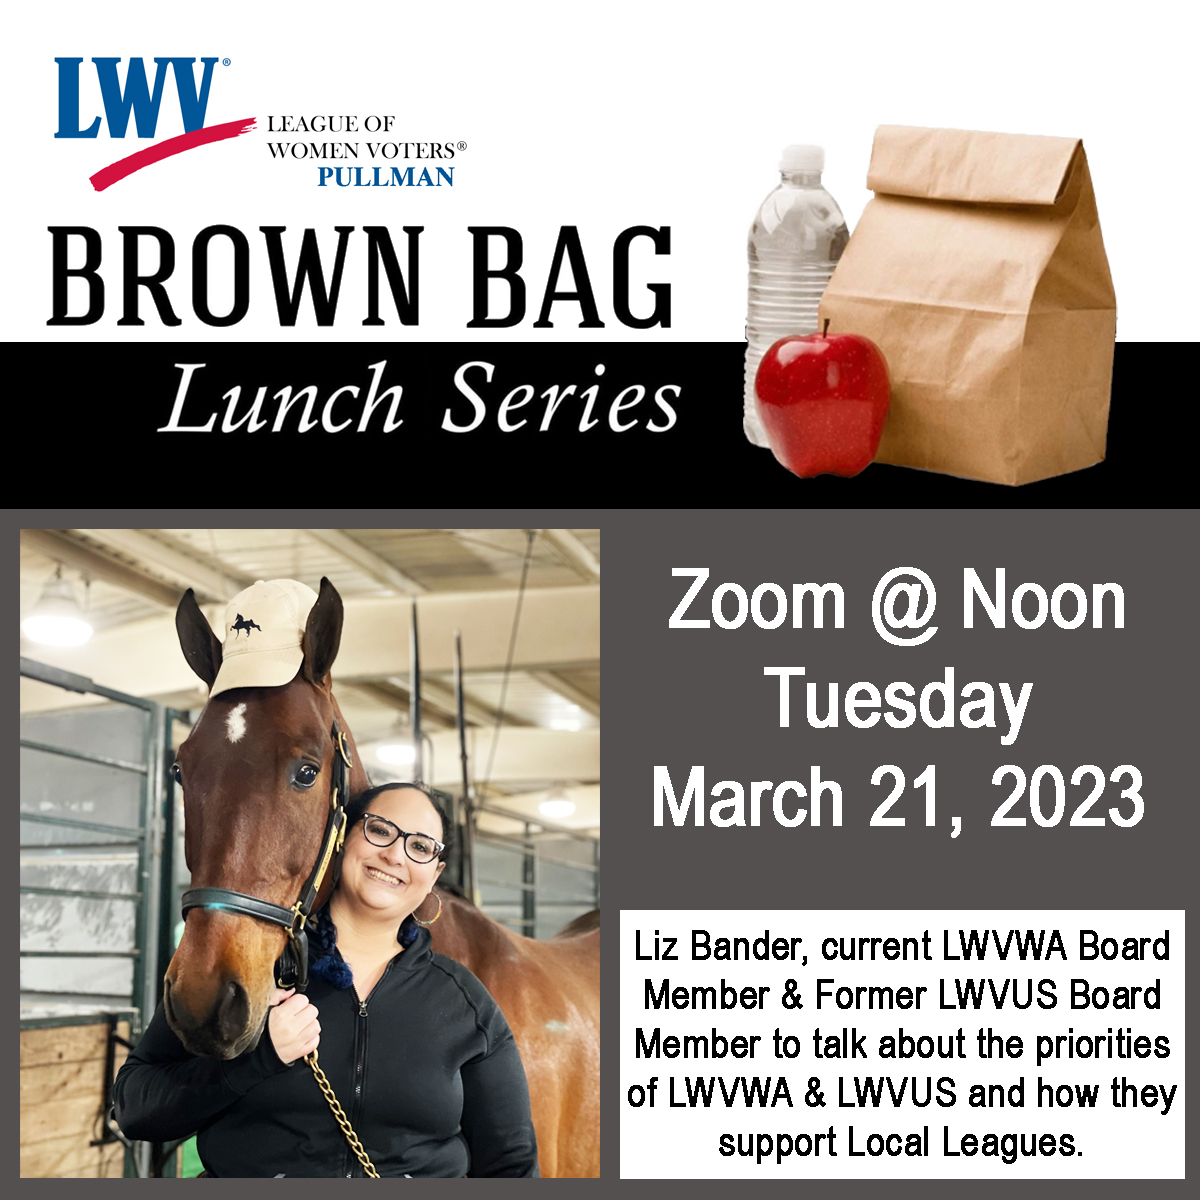 LWV®
LEAGUE OF
WOMEN VOTERS®
PULLMAN
BROWN BAG
Lunch Series
Zoom @ Noon
Tuesday
March 21, 2023
Liz Bander, current LWVWA Board
Member & Former LWVUS Board
Member to talk about the priorities
of LWVWA & LWVUS and how they
support Local Leagues.